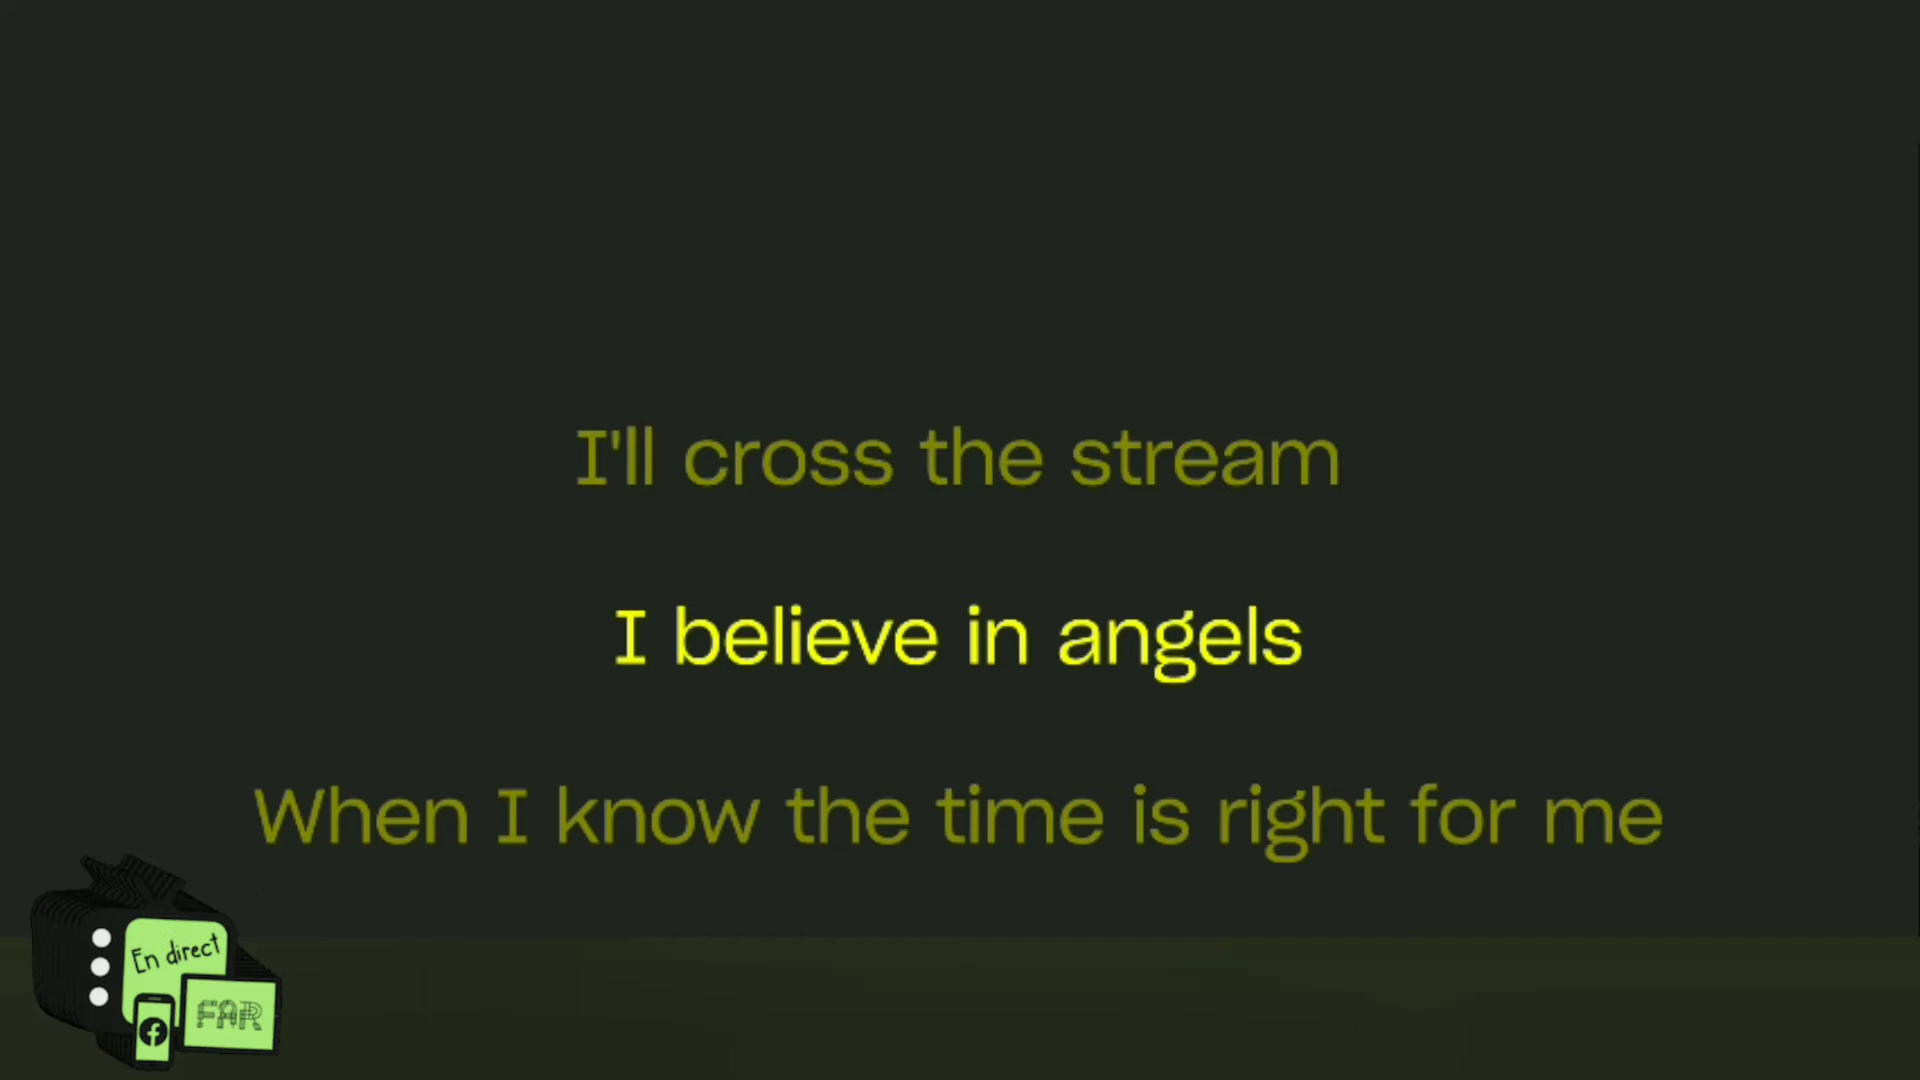 I'll cross the stream
I believe in angels
When I know the time is right for me
En direct
FAR